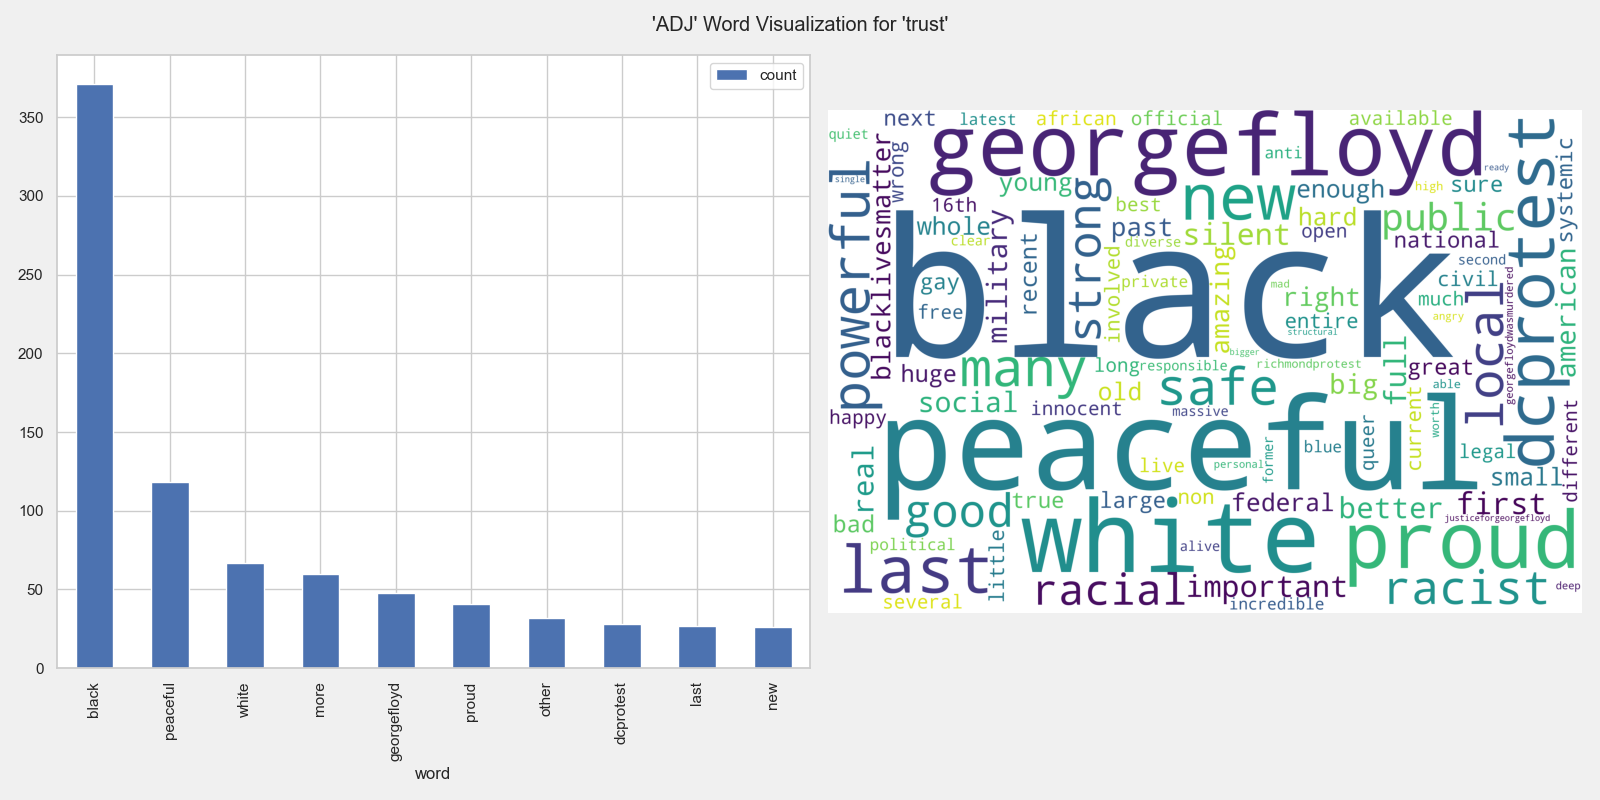 'ADJ' Word Visualization for 'trust'
count
350
300
250
200
150
100
50
0
black
peaceful
white
more
georgefloyd
proud
other
dcprotest
last
new
word
quiet
next
latest
african
official
available
georgefloyd
anti
ready
single
powerful
blacklivesmatter
wrong
young
strong
new
enough
high
sure
dcprotest
systemic
16th
best
hard
public
whole
military
past
silent
open
national
clear
recent
diverse
black
second
gay
involved
private
amazing
mad
right
civil
much
american
free
entire
structural
angry
local
georgefloydwasmurdered
many
long
responsible
bigger
richmondprotest
full
great
huge
old
safe
big
able
social
innocent
massive
current
worth
happy
peaceful
blue
queer
legal
different
real
live
personal
former
small
good
true
large
non
federal
better
first
justiceforgeorgefloyd
bad
political
little
white
alive
proud
last
racial
important
racist
deep
several
incredible